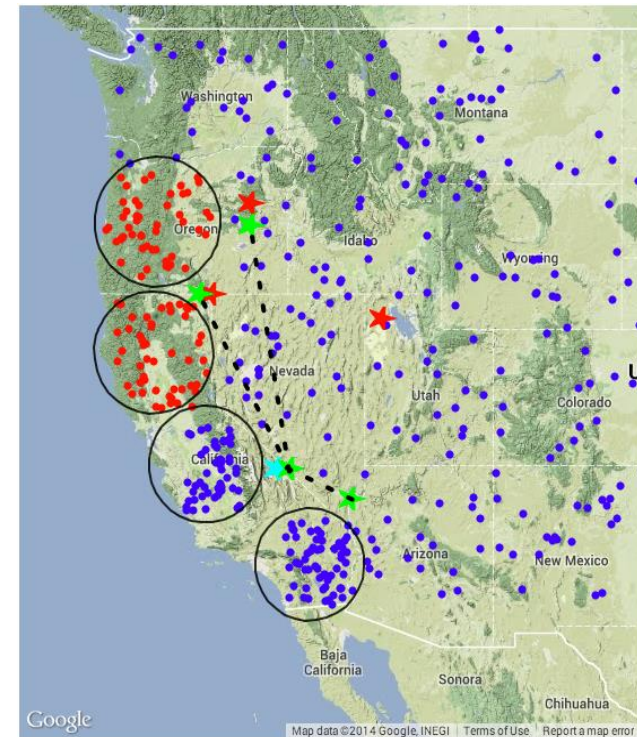 Washington
Montana
Oregon
Idaho
Wyoming
Nevada
U
Utah
Colorado
California
Arizona
New Mexico
Baja
California
Sonora
Chihuahua
Google
Map data ©2014 Google, INEGI
Terms of Use
Report a map error